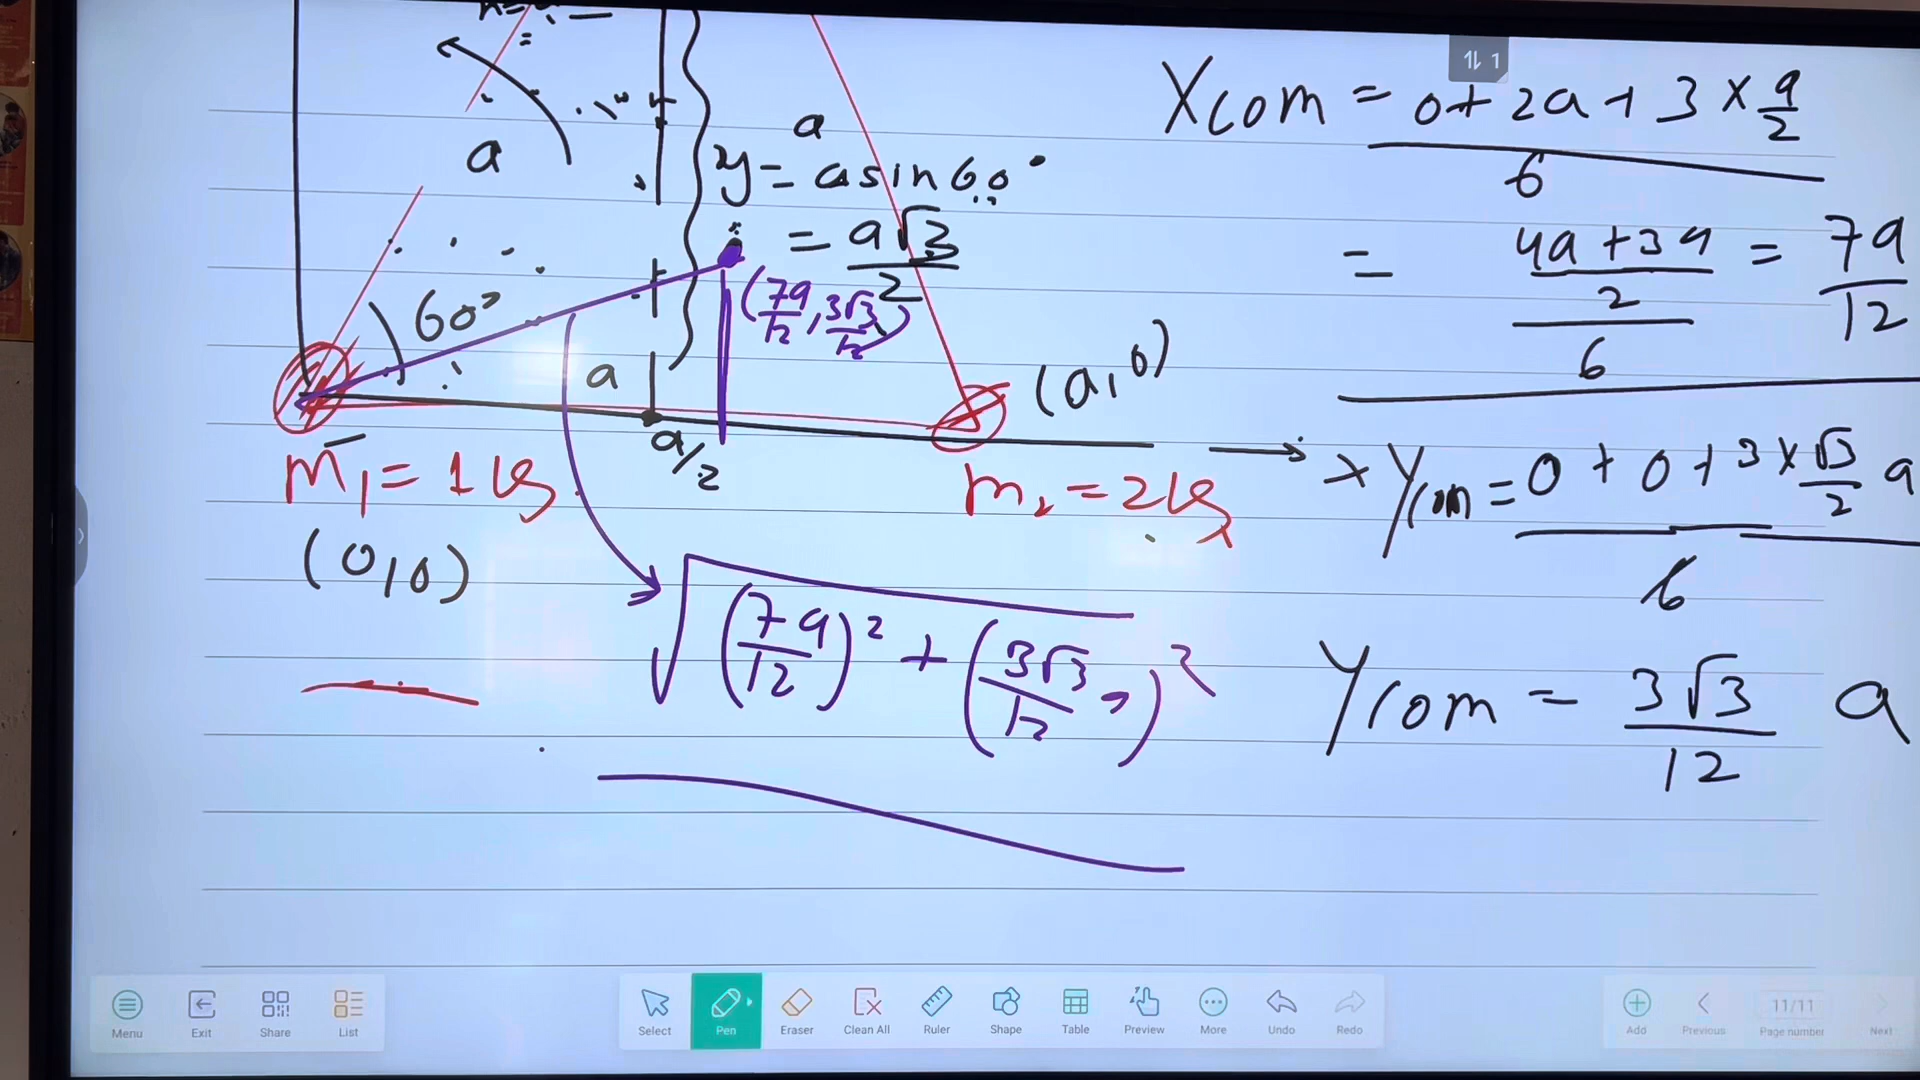 ⇅ 1
Xcom = 0 + 2a + 3 × a/2
6
= 4a + 3a = 7a
2 12
6
a
a
y = a sin 60°
= a√3
2
60°
(7a/12, 3√3/12)
a
a/2
(a, 0)
x
m1 = 1 kg
(0, 0)
m2 = 2 kg
Ycom = 0 + 0 + 3 × √3/2 a
6
√(7a/12)² + (3√3/12 a)²
Ycom = 3√3/12 a
Menu Exit Share List Select Pen Eraser Clean All Ruler Shape Table Preview More Undo Redo Add Previous 11/11 Page number Next